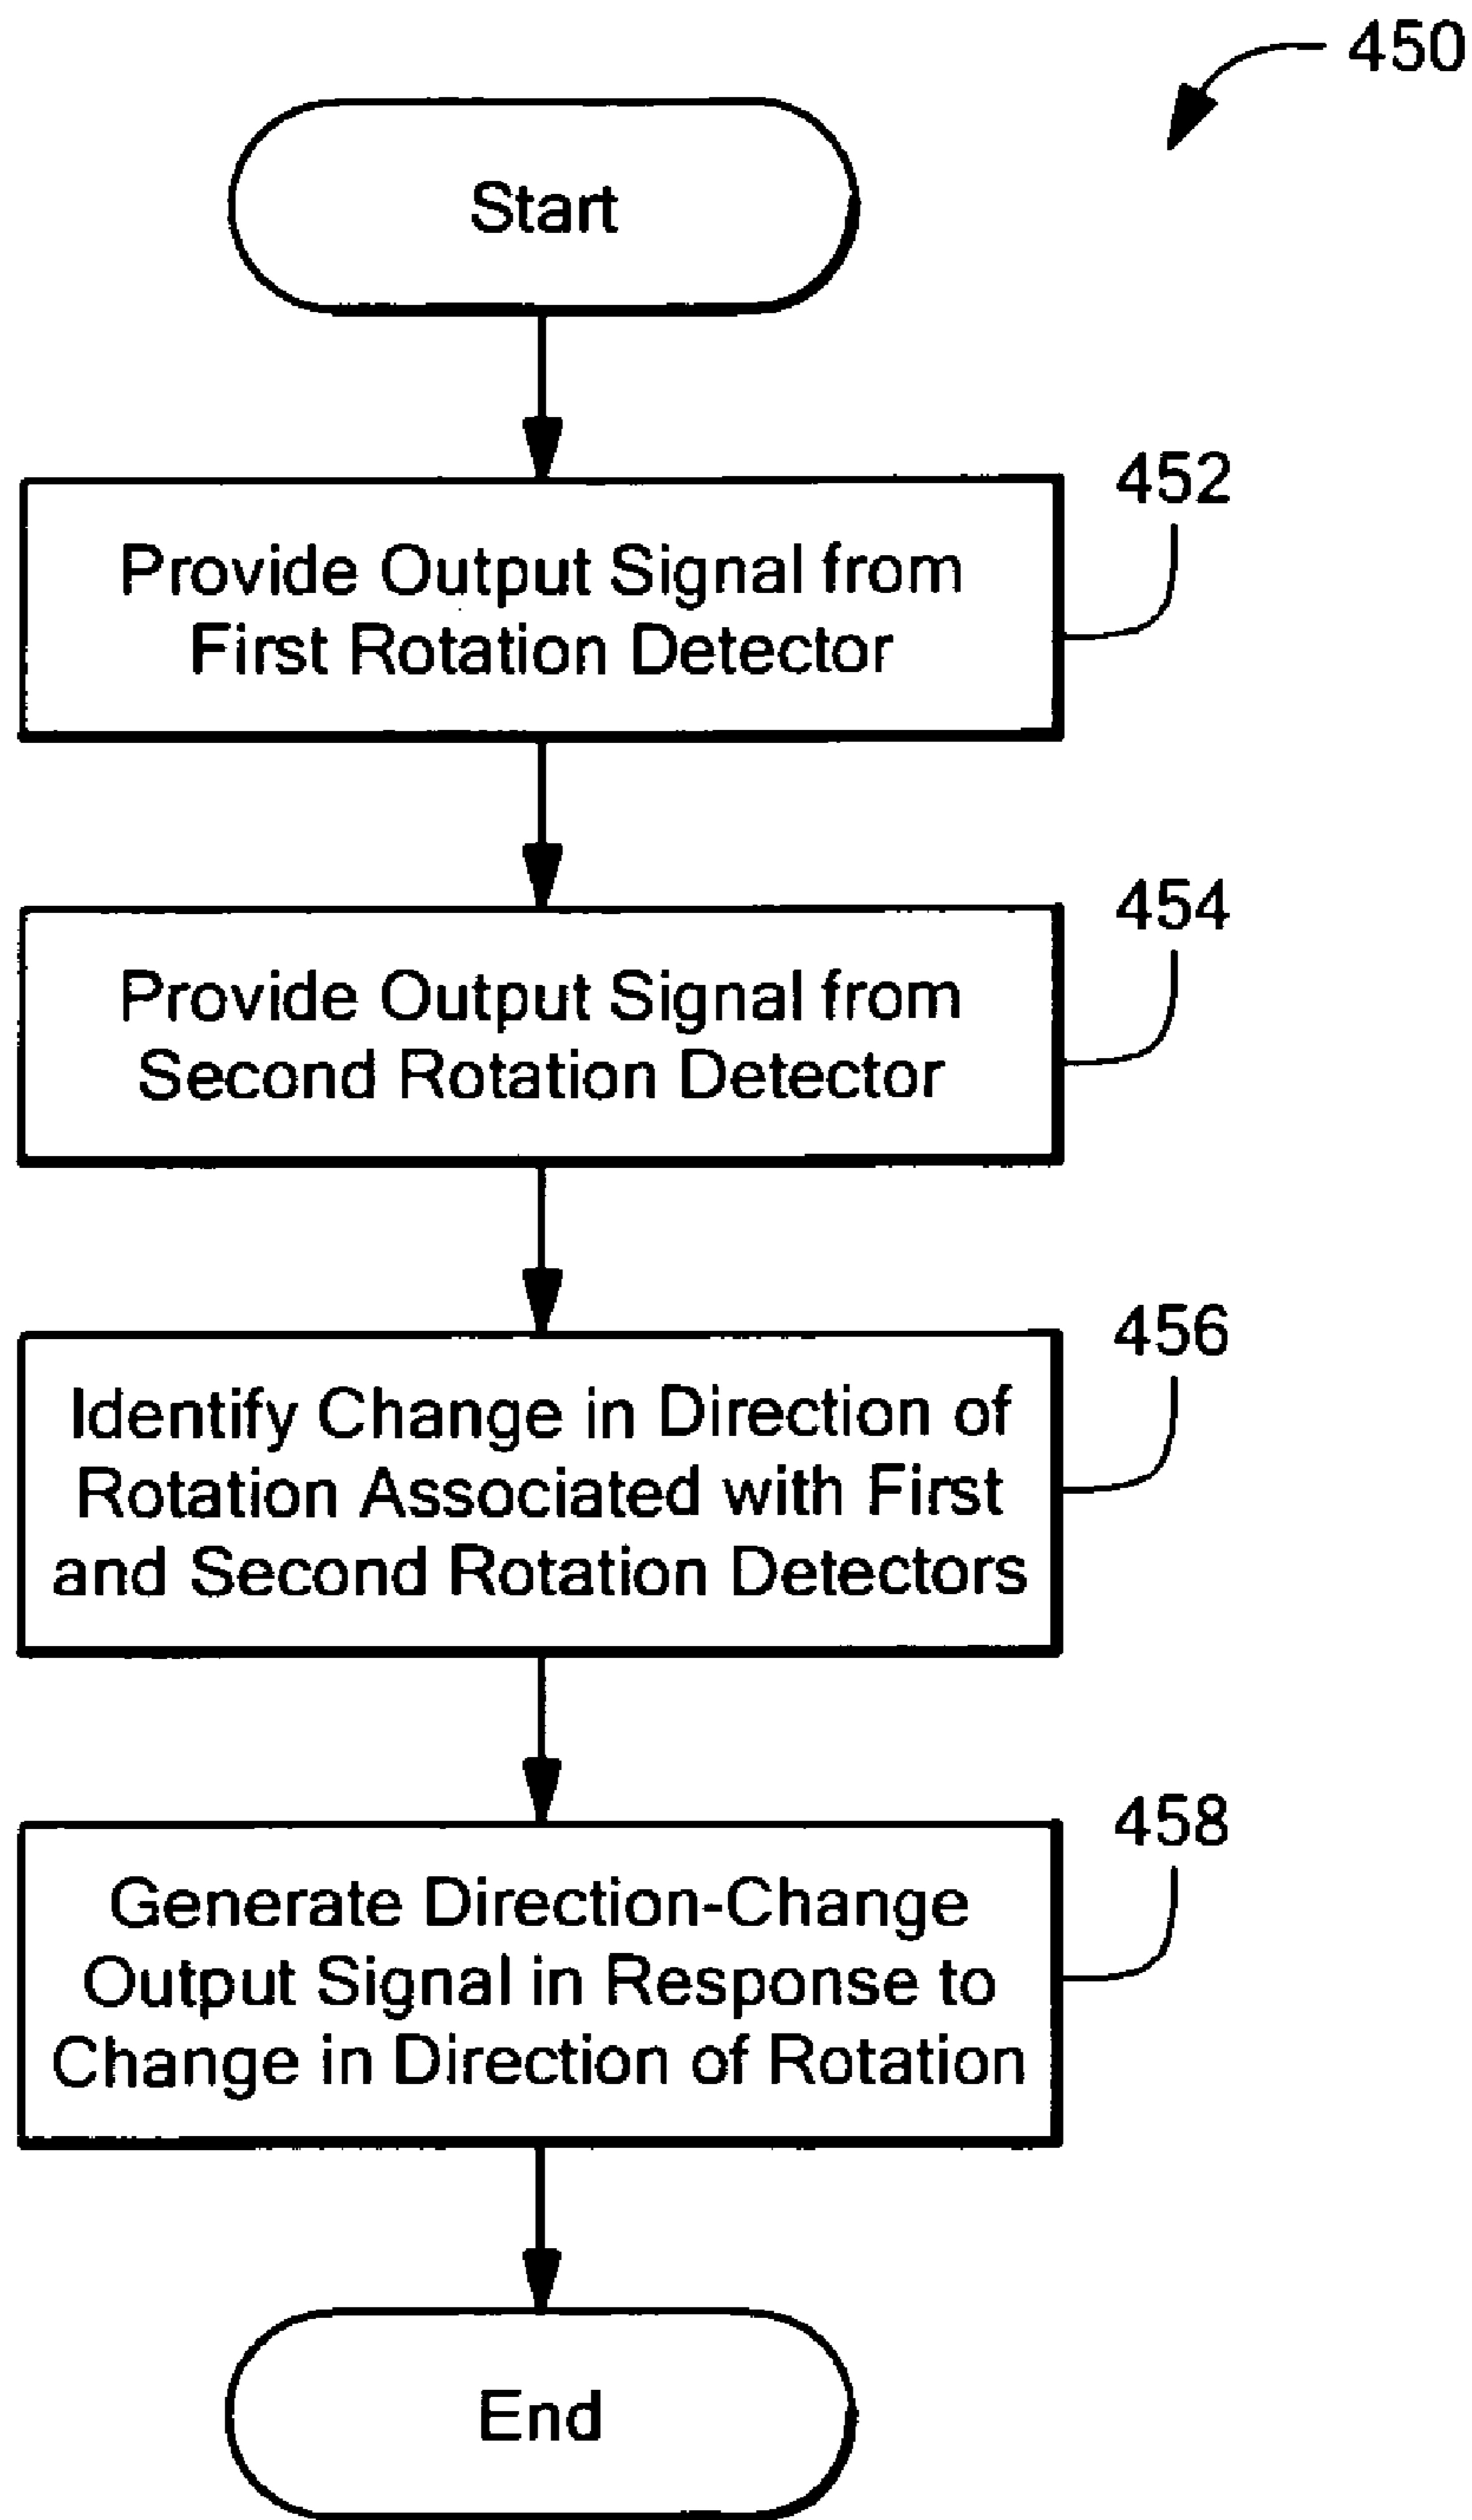 450
Start
452
Provide Output Signal from
First Rotation Detector
454
Provide Output Signal from
Second Rotation Detector
456
Identify Change in Direction of
Rotation Associated with First
and Second Rotation Detectors
458
Generate Direction-Change
Output Signal in Response to
Change in Direction of Rotation
End